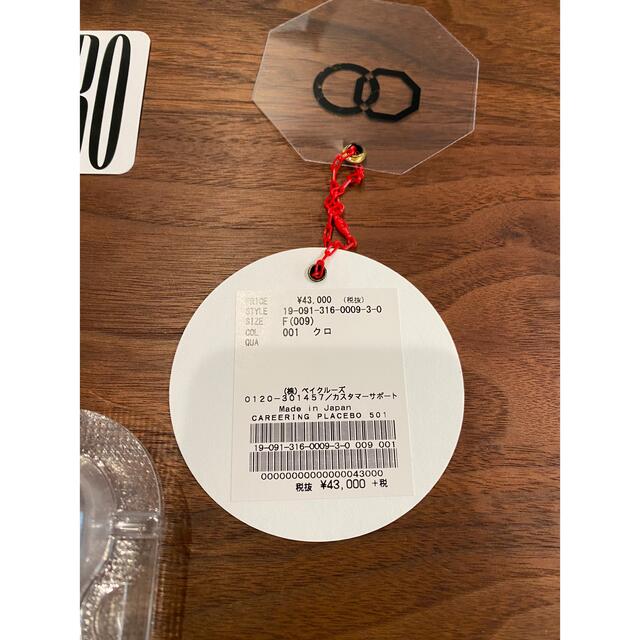 RO
PRICE ¥43,000 (税抜)
STYLE 19-091-316-0009-3-0
SIZE F(009)
COL 001 クロ
QUA
(株)ベイクルーズ
0120-301457/カスタマーサポート
Made in Japan
CAREERING PLACEBO 501
19-091-316-0009-3-0 009 001
00000000000000043000
税抜 ¥43,000 +税